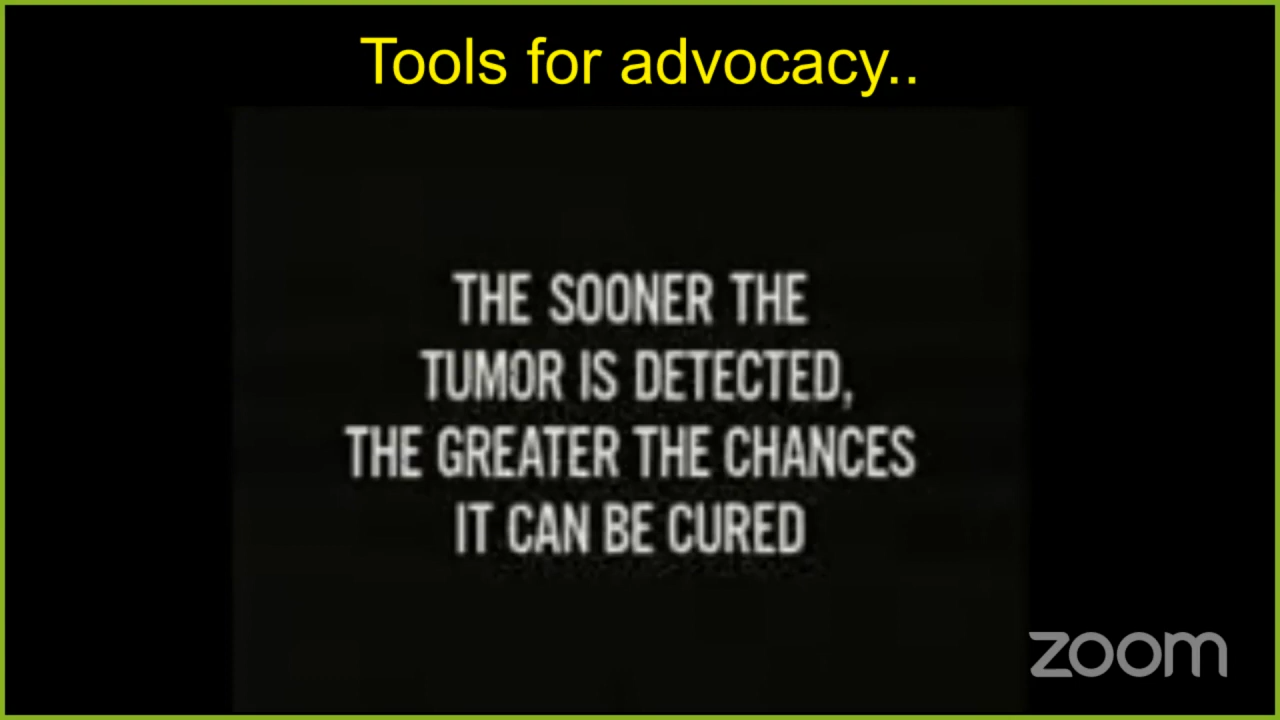 Tools for advocacy..
THE SOONER THE
TUMOR IS DETECTED,
THE GREATER THE CHANCES
IT CAN BE CURED
zoom